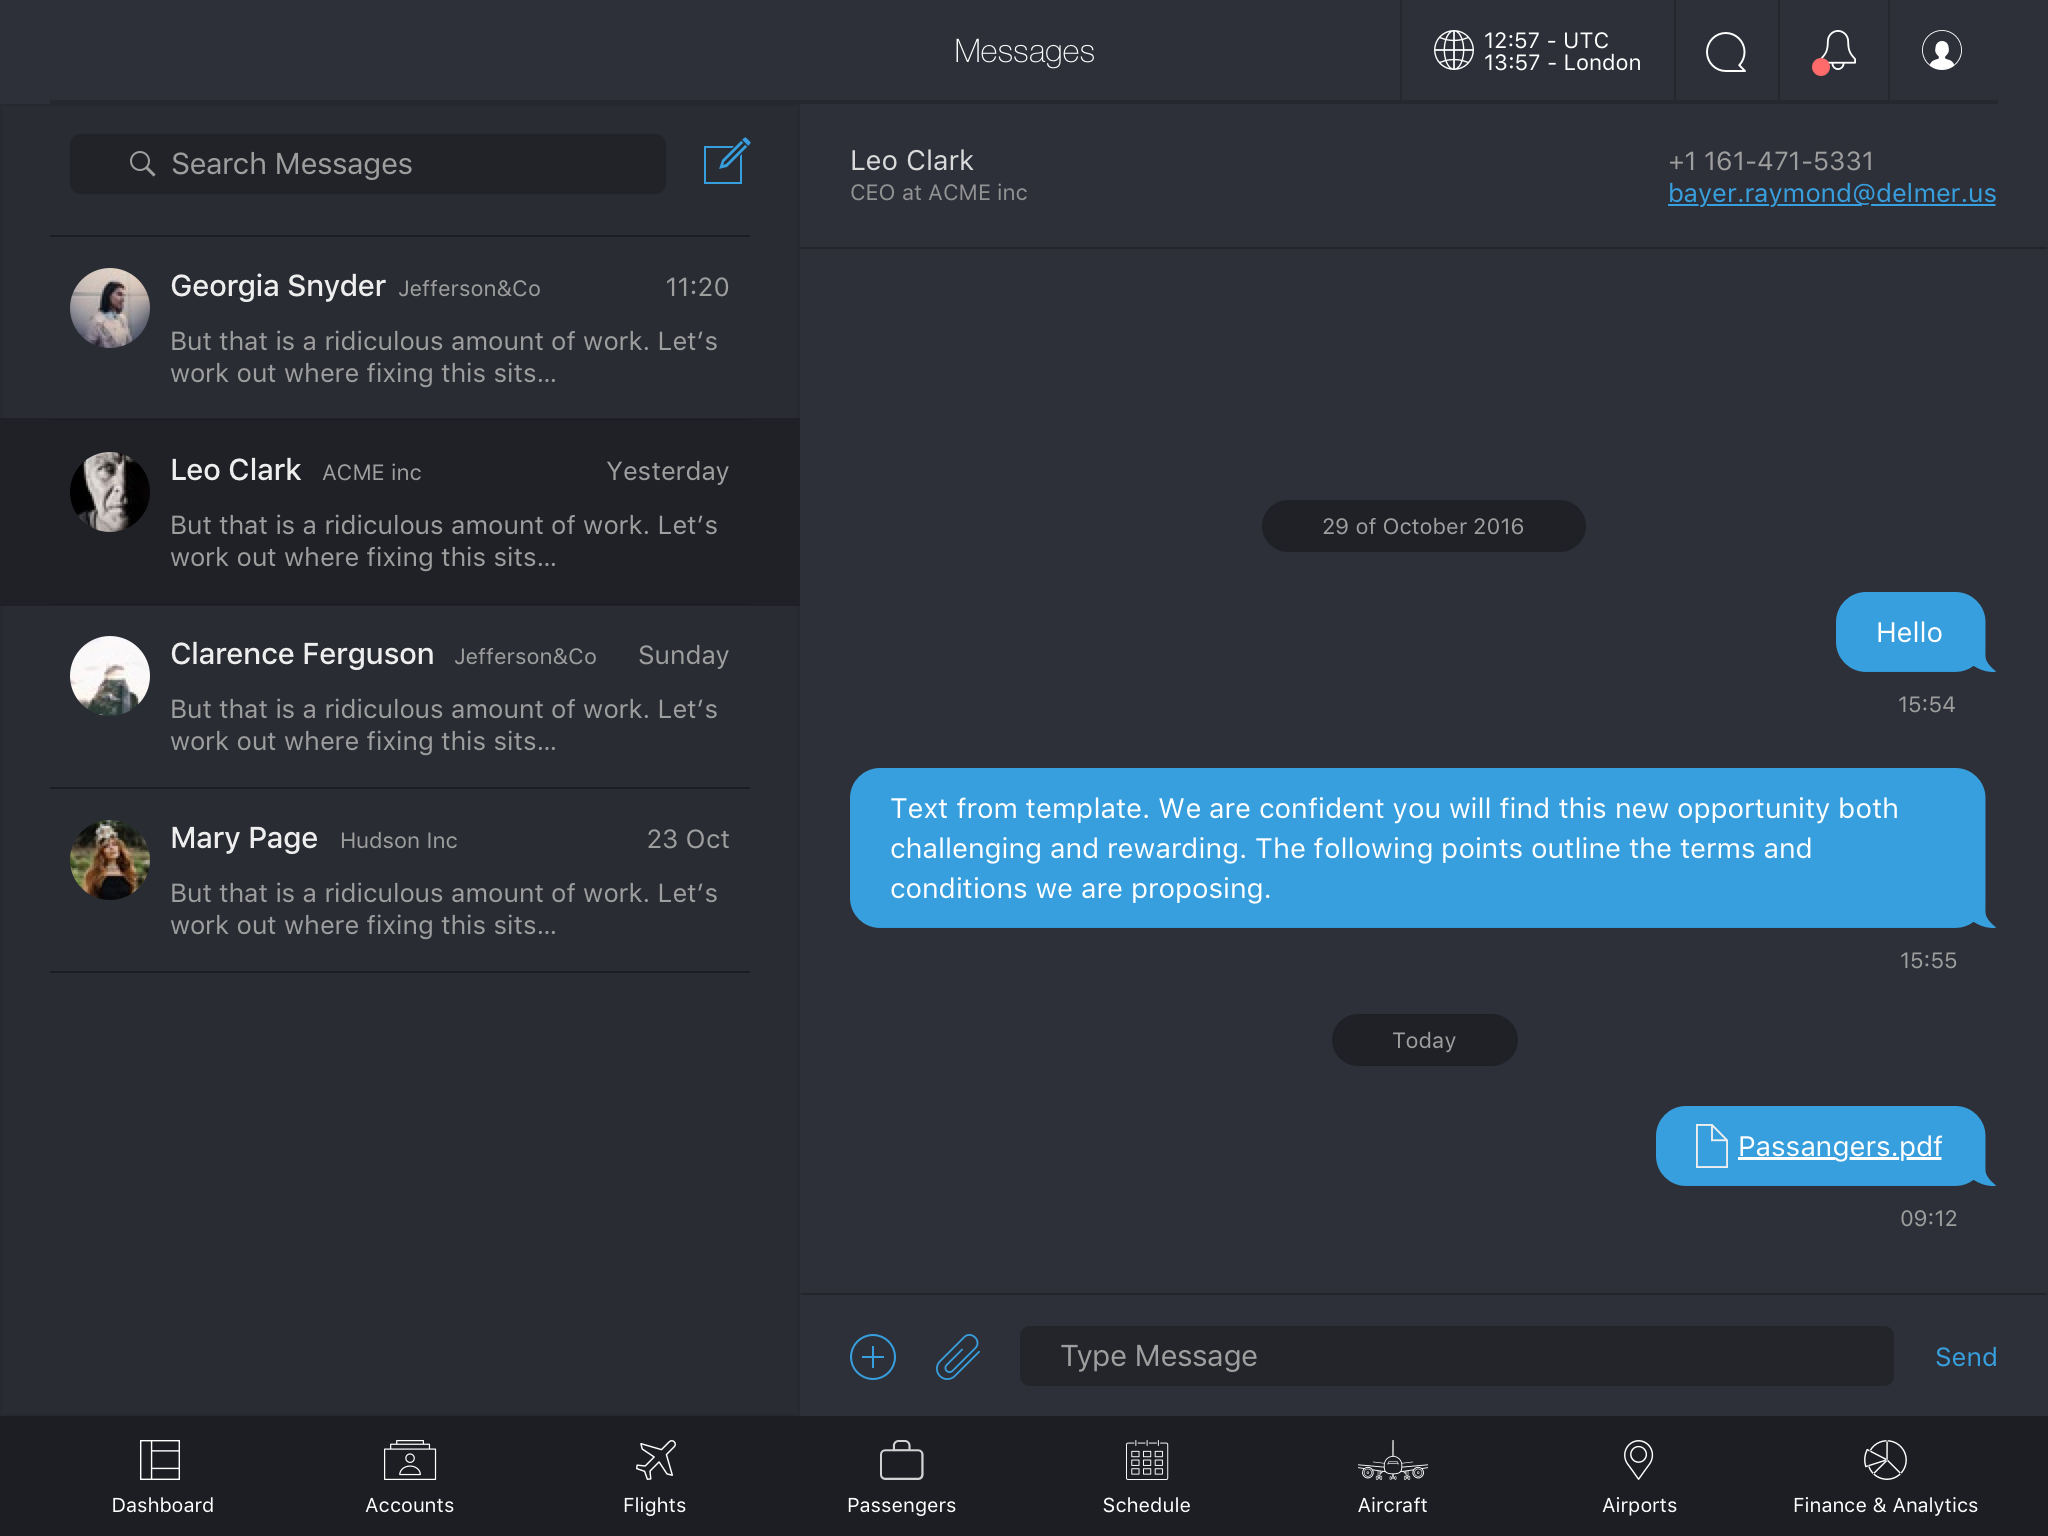 Messages
12:57 - UTC
13:57 - London
Search Messages
Georgia Snyder Jefferson&Co 11:20
But that is a ridiculous amount of work. Let’s
work out where fixing this sits...
Leo Clark ACME inc Yesterday
But that is a ridiculous amount of work. Let’s
work out where fixing this sits...
Clarence Ferguson Jefferson&Co Sunday
But that is a ridiculous amount of work. Let’s
work out where fixing this sits...
Mary Page Hudson Inc 23 Oct
But that is a ridiculous amount of work. Let’s
work out where fixing this sits...
Leo Clark
CEO at ACME inc
+1 161-471-5331
bayer.raymond@delmer.us
29 of October 2016
Hello
15:54
Text from template. We are confident you will find this new opportunity both
challenging and rewarding. The following points outline the terms and
conditions we are proposing.
15:55
Today
Passangers.pdf
09:12
Type Message
Send
Dashboard
Accounts
Flights
Passengers
Schedule
Aircraft
Airports
Finance & Analytics